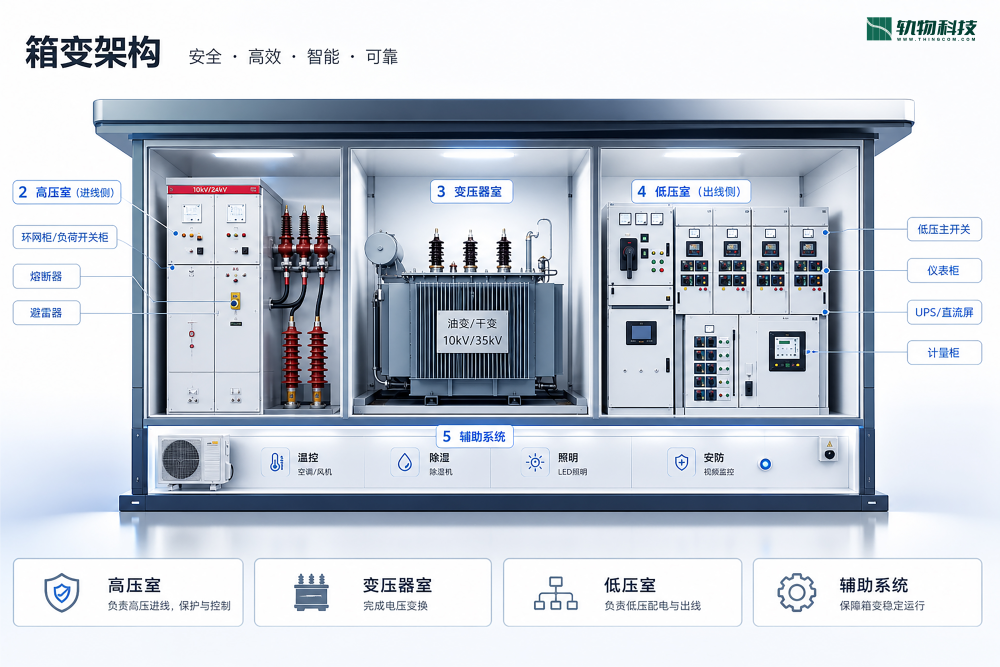 箱变架构
安全 · 高效 · 智能 · 可靠
轨物科技
WWW.THINGCOM.COM
2 高压室(进线侧)
环网柜/负荷开关柜
熔断器
避雷器
10kV/24kV
3 变压器室
油变/干变
10kV/35kV
4 低压室(出线侧)
低压主开关
仪表柜
UPS/直流屏
计量柜
5 辅助系统
温控
空调/风机
除湿
除湿机
照明
LED照明
安防
视频监控
高压室
负责高压进线，保护与控制
变压器室
完成电压变换
低压室
负责低压配电与出线
辅助系统
保障箱变稳定运行